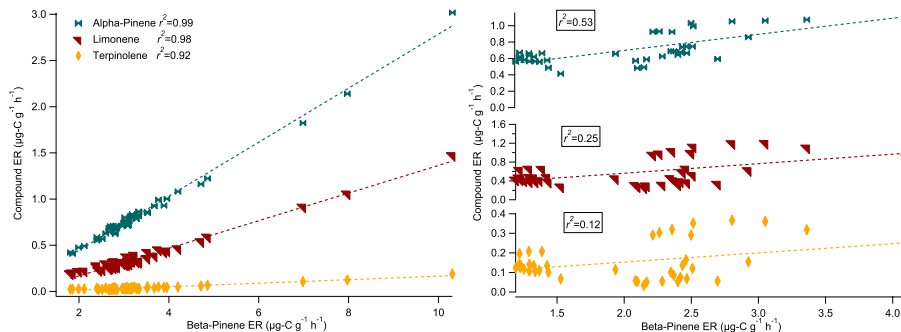 Alpha-Pinene r²=0.99
Limonene r²=0.98
Terpinolene r²=0.92
Compound ER (µg-C g⁻¹ h⁻¹)
3.0
2.5
2.0
1.5
1.0
0.5
0.0
2 4 6 8 10
Beta-Pinene ER (µg-C g⁻¹ h⁻¹)
r²=0.53
1.0
0.8
0.6
0.4
0.2
0.0
r²=0.25
1.6
1.2
0.8
0.4
0.0
r²=0.12
0.4
0.3
0.2
0.1
0.0
Compound ER (µg-C g⁻¹ h⁻¹)
1.5 2.0 2.5 3.0 3.5 4.0
Beta-Pinene ER (µg-C g⁻¹ h⁻¹)